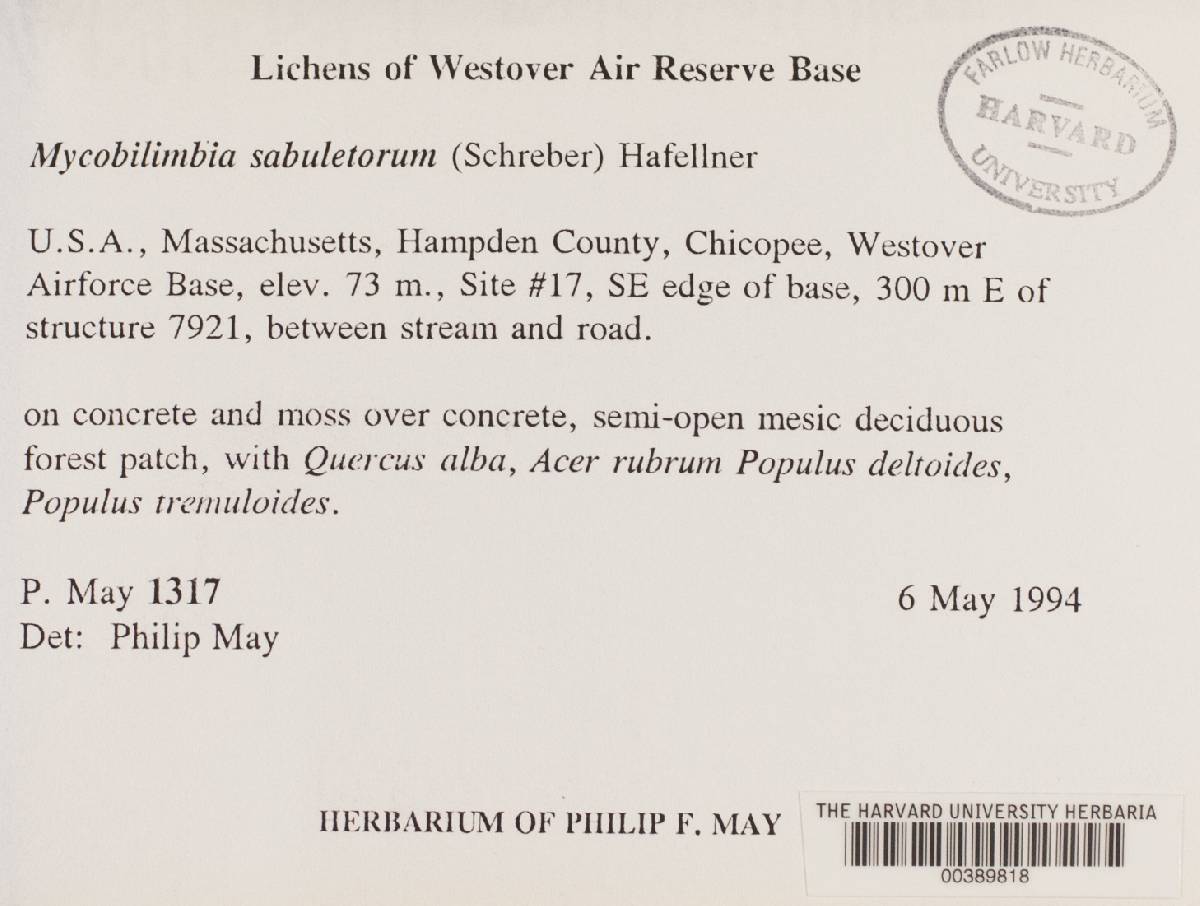 Lichens of Westover Air Reserve Base
FARLOW HERBARIUM
HARVARD
UNIVERSITY
Mycobilimbia sabuletorum (Schreber) Hafellner
U.S.A., Massachusetts, Hampden County, Chicopee, Westover
Airforce Base, elev. 73 m., Site #17, SE edge of base, 300 m E of
structure 7921, between stream and road.
on concrete and moss over concrete, semi-open mesic deciduous
forest patch, with Quercus alba, Acer rubrum Populus deltoides,
Populus tremuloides.
P. May 1317
6 May 1994
Det: Philip May
HERBARIUM OF PHILIP F. MAY
THE HARVARD UNIVERSITY HERBARIA
00389818